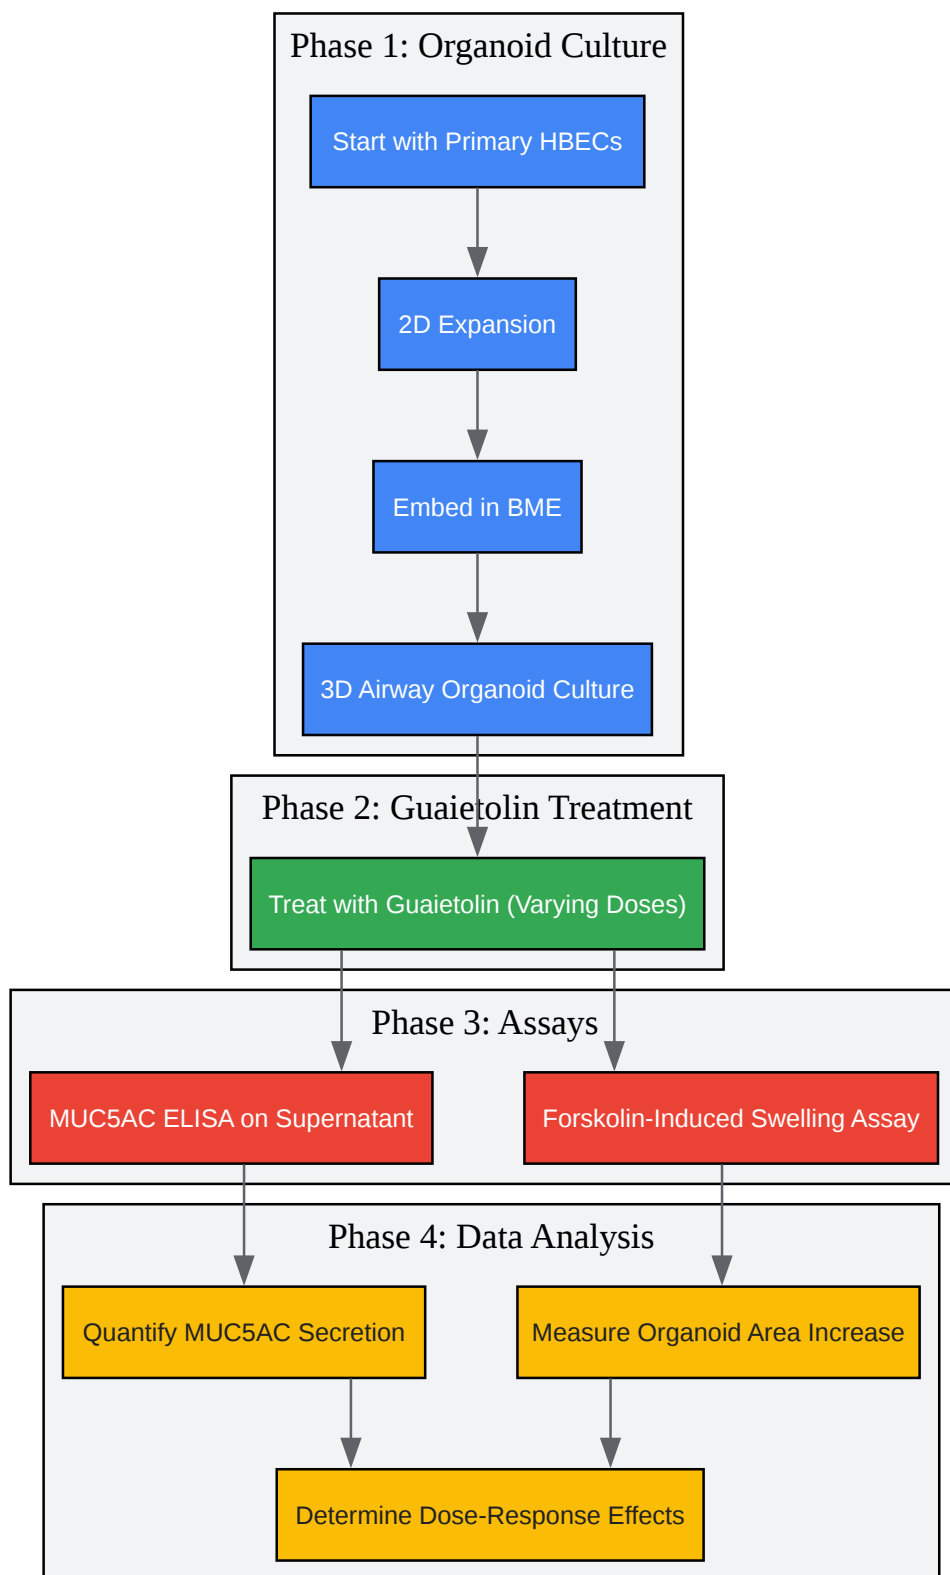 Phase 1: Organoid Culture
Start with Primary HBECs
2D Expansion
Embed in BME
3D Airway Organoid Culture
Phase 2: Guaietolin Treatment
Treat with Guaietolin (Varying Doses)
Phase 3: Assays
MUC5AC ELISA on Supernatant
Forskolin-Induced Swelling Assay
Phase 4: Data Analysis
Quantify MUC5AC Secretion
Measure Organoid Area Increase
Determine Dose-Response Effects